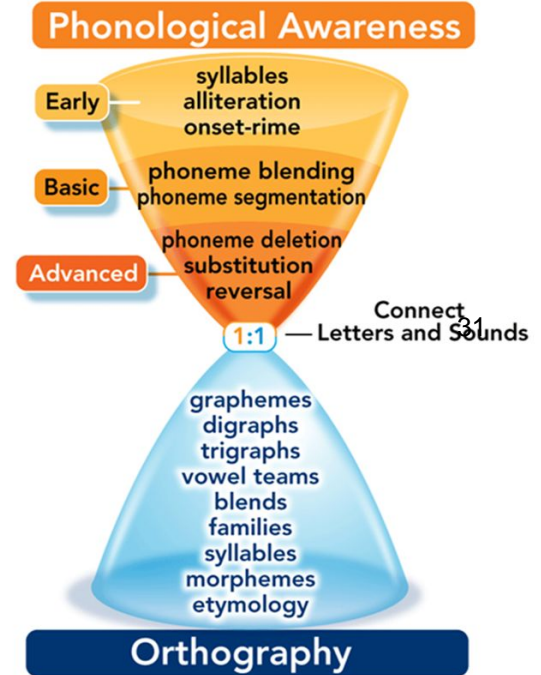 Phonological Awareness
Early
syllables
alliteration
onset-rime
Basic
phoneme blending
phoneme segmentation
Advanced
phoneme deletion
substitution
reversal
1:1
Connect
Letters and Sounds
31
graphemes
digraphs
trigraphs
vowel teams
blends
families
syllables
morphemes
etymology
Orthography